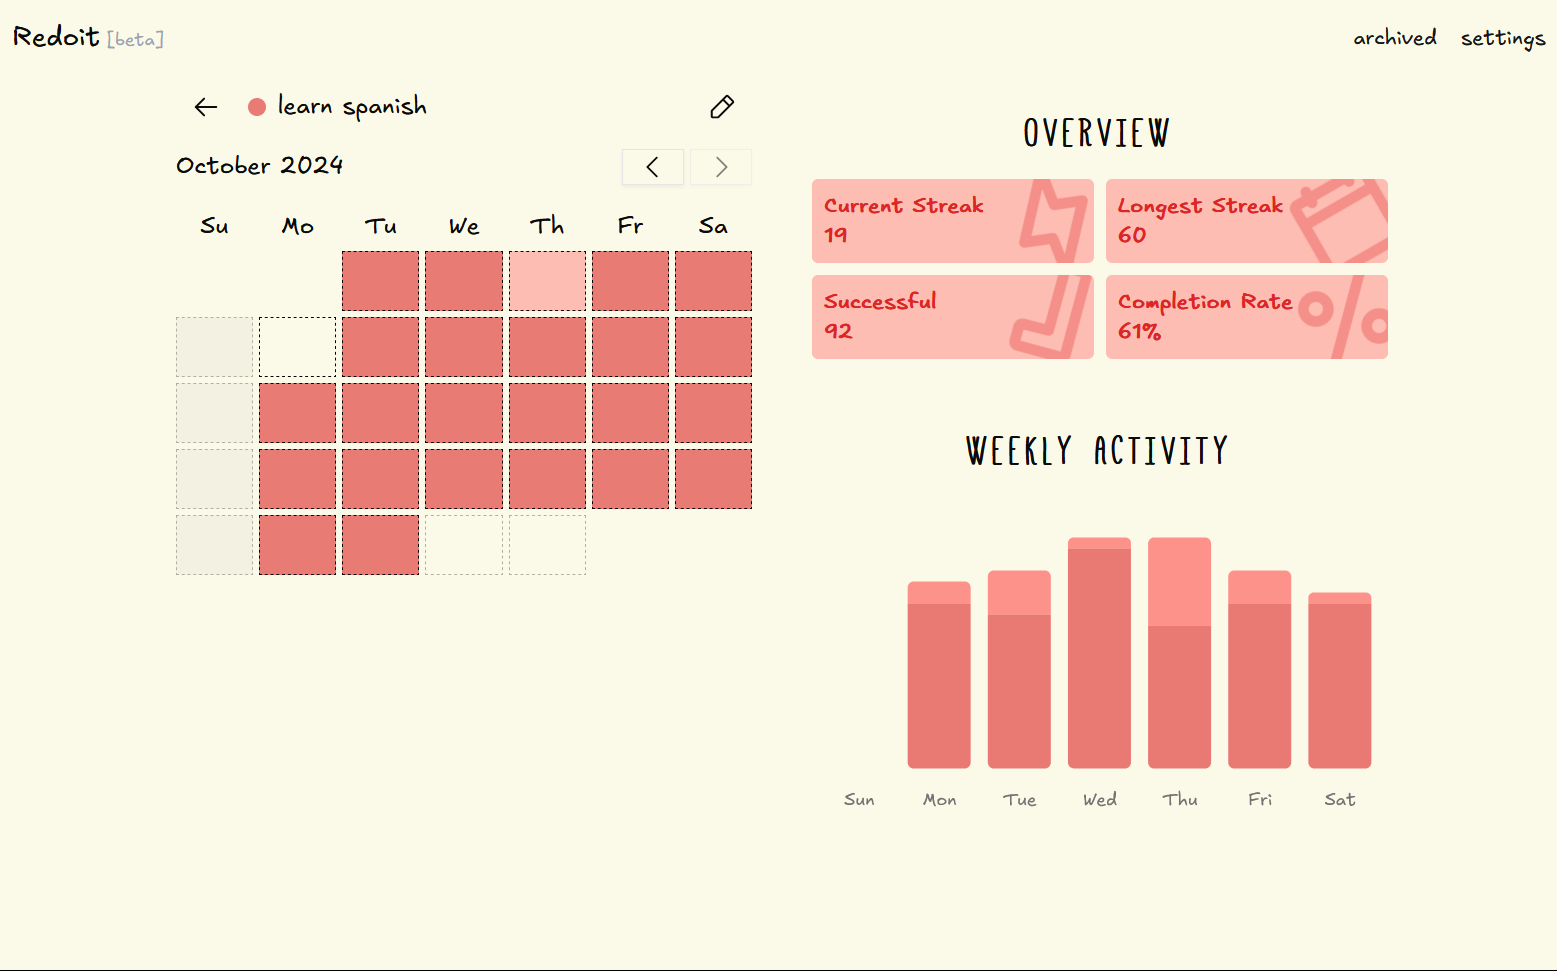 Redoit [beta]
archived settings
learn spanish
October 2024
Su Mo Tu We Th Fr Sa
OVERVIEW
Current Streak
19
Longest Streak
60
Successful
92
Completion Rate
61%
WEEKLY ACTIVITY
Sun Mon Tue Wed Thu Fri Sat